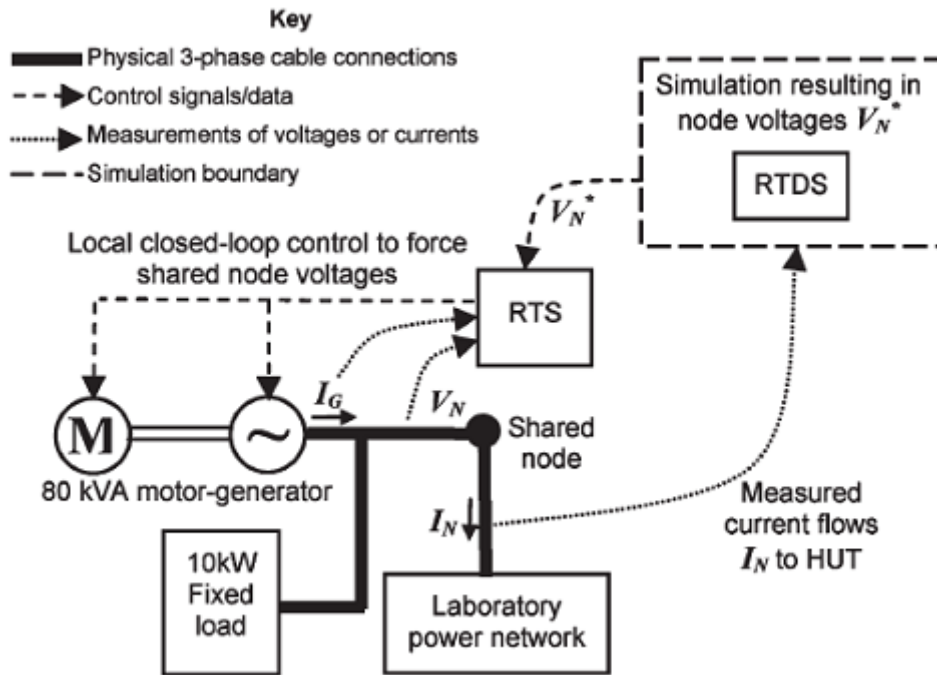 Key
Physical 3-phase cable connections
Control signals/data
Measurements of voltages or currents
Simulation boundary
Simulation resulting in
node voltages V_N*
RTDS
V_N*
Local closed-loop control to force
shared node voltages
RTS
I_G
V_N
M
~
Shared
node
80 kVA motor-generator
I_N
Measured
current flows
I_N to HUT
10kW
Fixed
load
Laboratory
power network